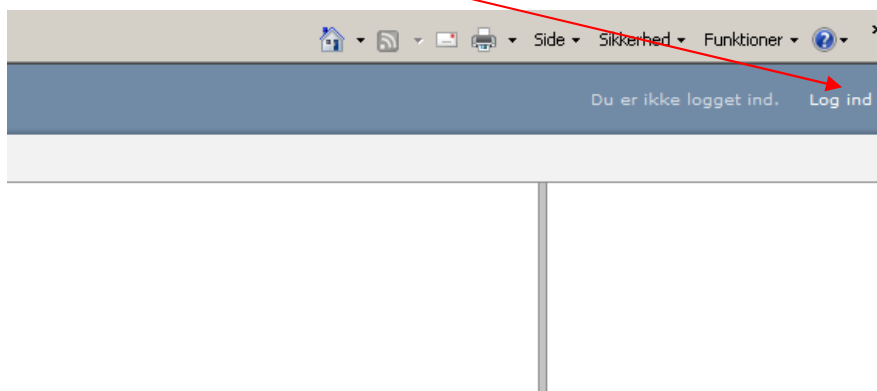 Side Sikkerhed Funktioner
Du er ikke logget ind. Log ind